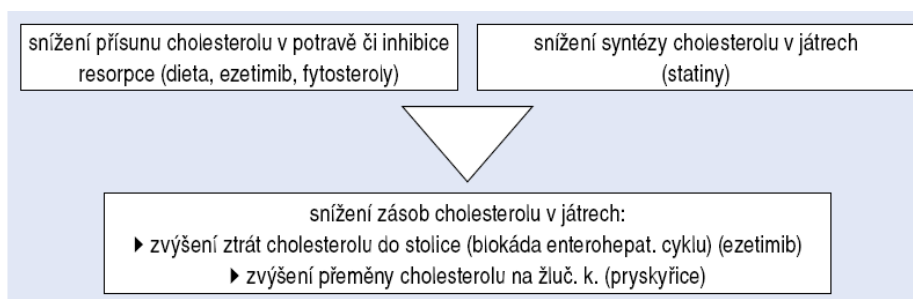 snížení přísunu cholesterolu v potravě či inhibice
resorpce (dieta, ezetimib, fytosteroly)
snížení syntézy cholesterolu v játrech
(statiny)
snížení zásob cholesterolu v játrech:
▶ zvýšení ztrát cholesterolu do stolice (blokáda enterohepat. cyklu) (ezetimib)
▶ zvýšení přeměny cholesterolu na žluč. k. (pryskyřice)